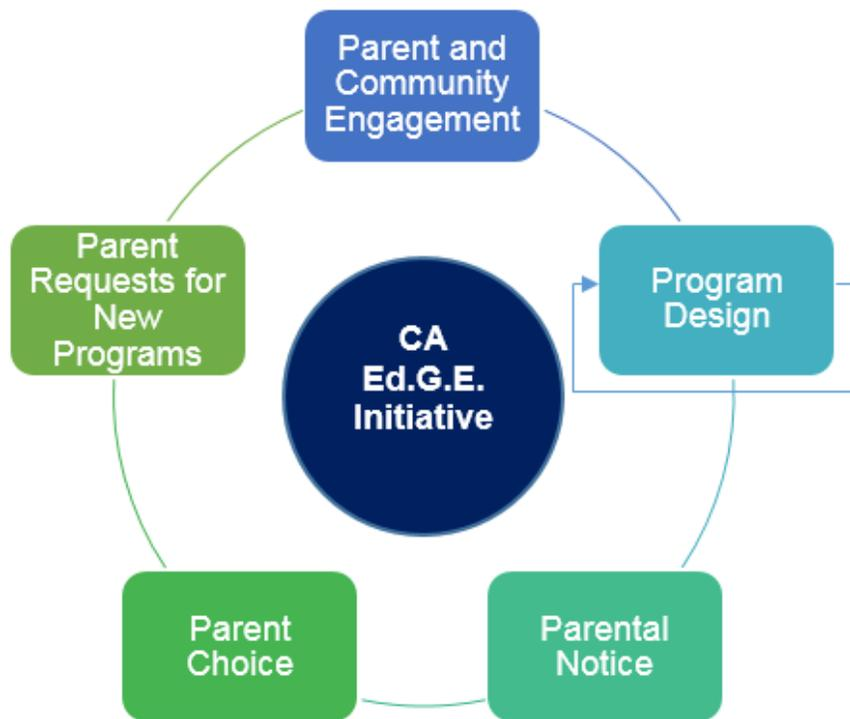 Parent and
Community
Engagement
Program
Design
Parental
Notice
Parent
Choice
Parent
Requests for
New
Programs
CA
Ed.G.E.
Initiative